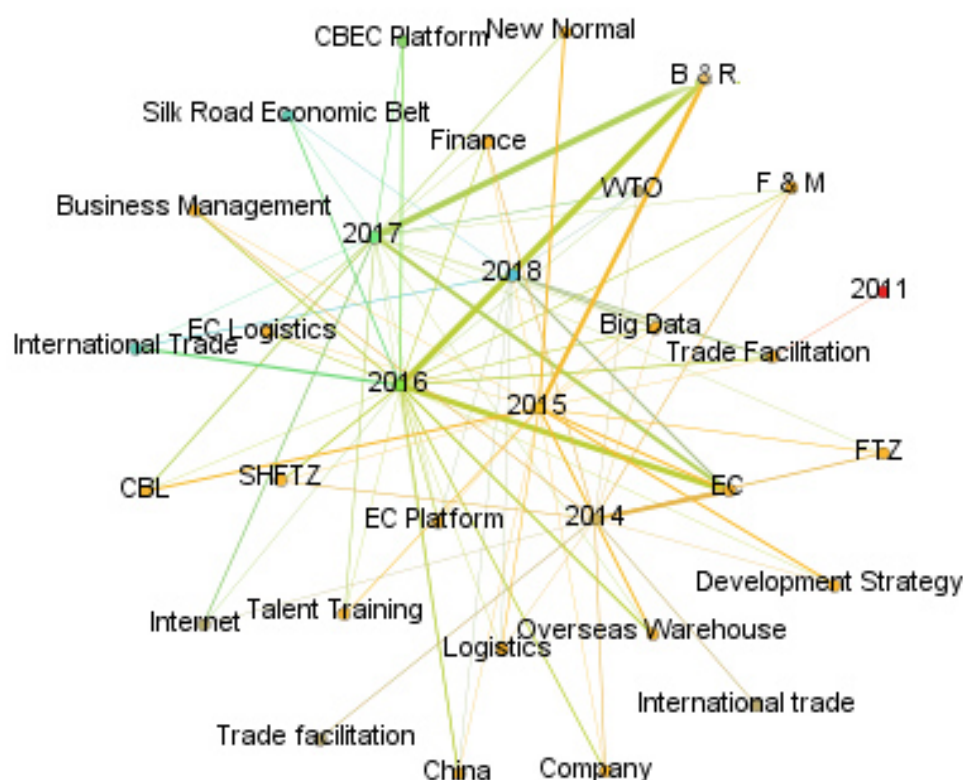 CBEC Platform
New Normal
B & R
Silk Road Economic Belt
Finance
WTO
F & M
Business Management
2017
2018
2011
EC Logistics
Big Data
International Trade
Trade Facilitation
2016
2015
CBL
SHFTZ
EC
FTZ
EC Platform
2014
Development Strategy
Internet
Talent Training
Overseas Warehouse
Logistics
International trade
Trade facilitation
China
Company